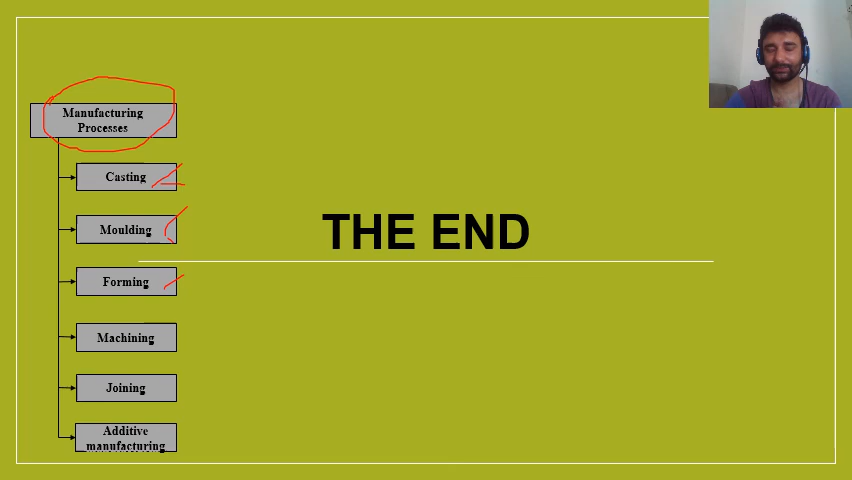 Manufacturing
Processes
Casting
Moulding
Forming
Machining
Joining
Additive
manufacturing
THE END